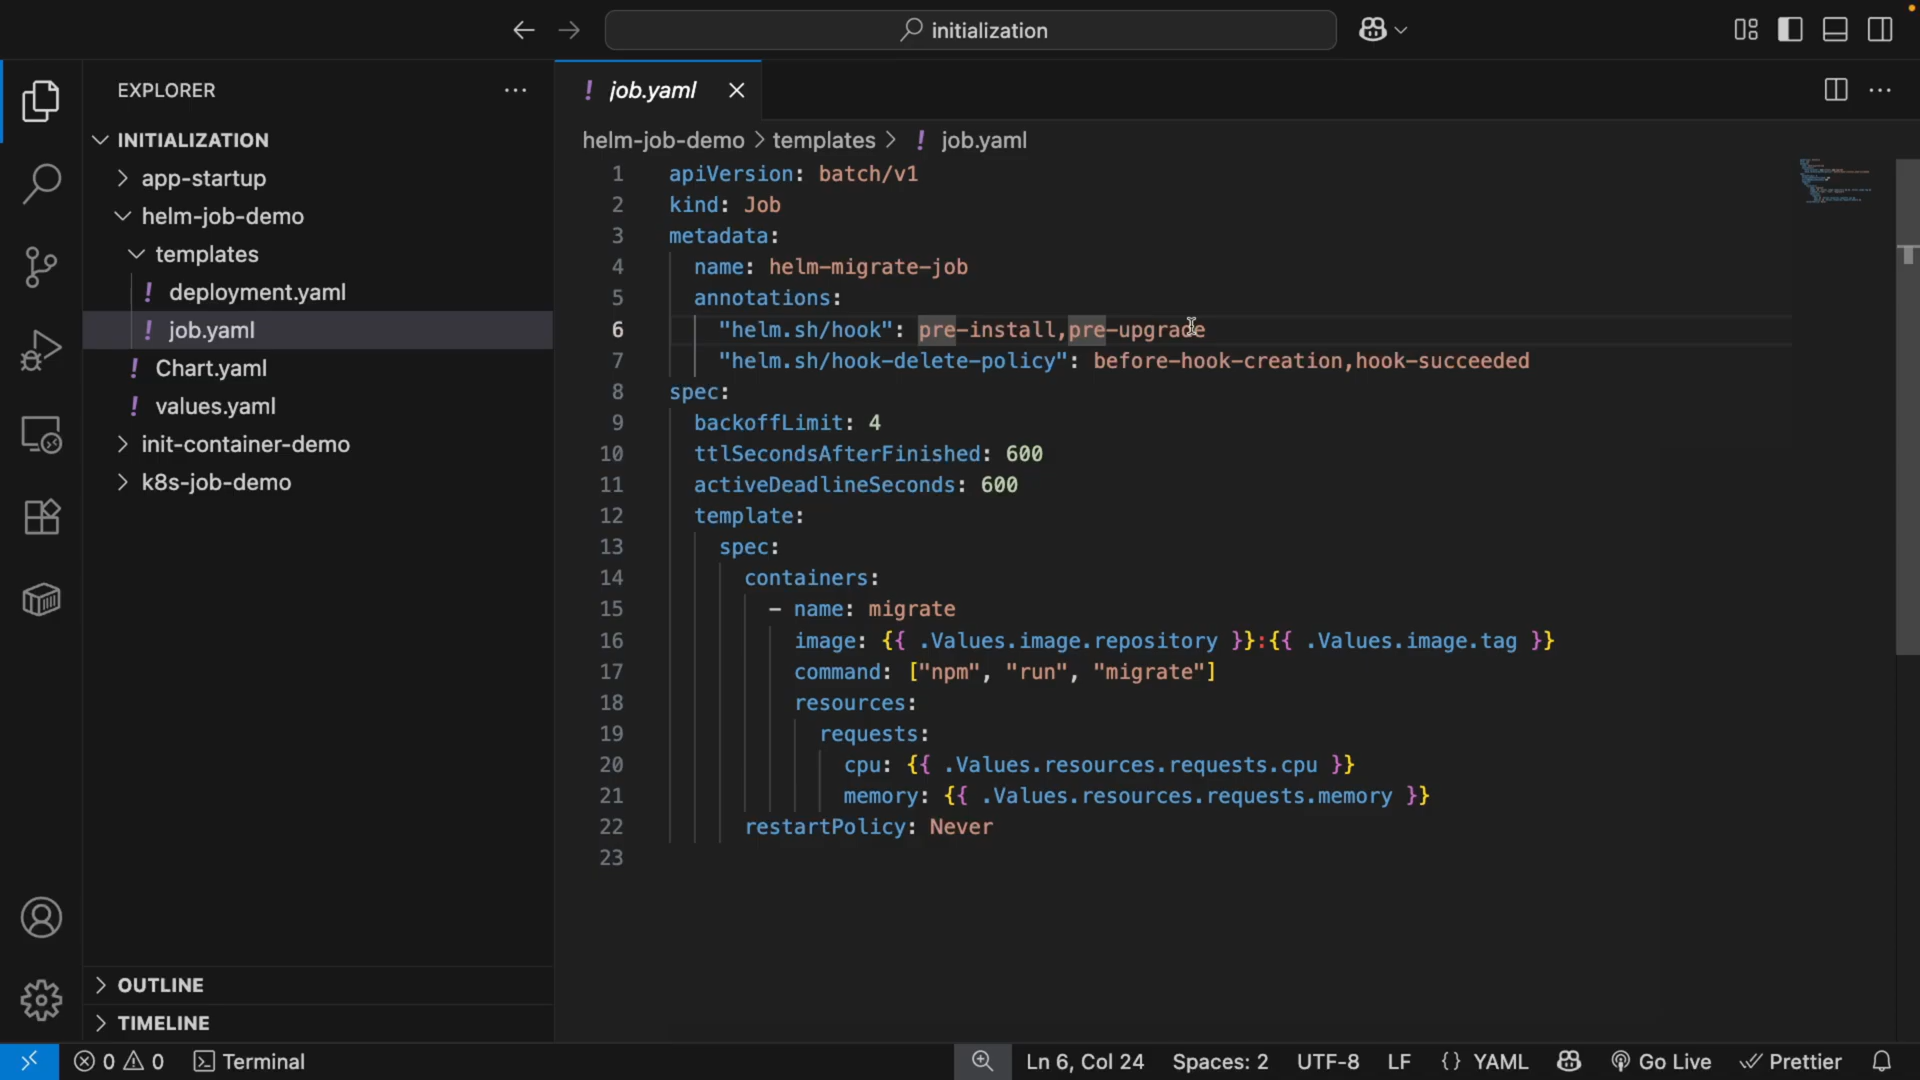 initialization
EXPLORER
INITIALIZATION
app-startup
helm-job-demo
templates
deployment.yaml
job.yaml
Chart.yaml
values.yaml
init-container-demo
k8s-job-demo
OUTLINE
TIMELINE
! job.yaml
helm-job-demo > templates > ! job.yaml
1 apiVersion: batch/v1
2 kind: Job
3 metadata:
4 name: helm-migrate-job
5 annotations:
6 "helm.sh/hook": pre-install,pre-upgrade
7 "helm.sh/hook-delete-policy": before-hook-creation,hook-succeeded
8 spec:
9 backoffLimit: 4
10 ttlSecondsAfterFinished: 600
11 activeDeadlineSeconds: 600
12 template:
13 spec:
14 containers:
15 - name: migrate
16 image: {{ .Values.image.repository }}:{{ .Values.image.tag }}
17 command: ["npm", "run", "migrate"]
18 resources:
19 requests:
20 cpu: {{ .Values.resources.requests.cpu }}
21 memory: {{ .Values.resources.requests.memory }}
22 restartPolicy: Never
23
0 0 Terminal Ln 6, Col 24 Spaces: 2 UTF-8 LF {} YAML Go Live Prettier